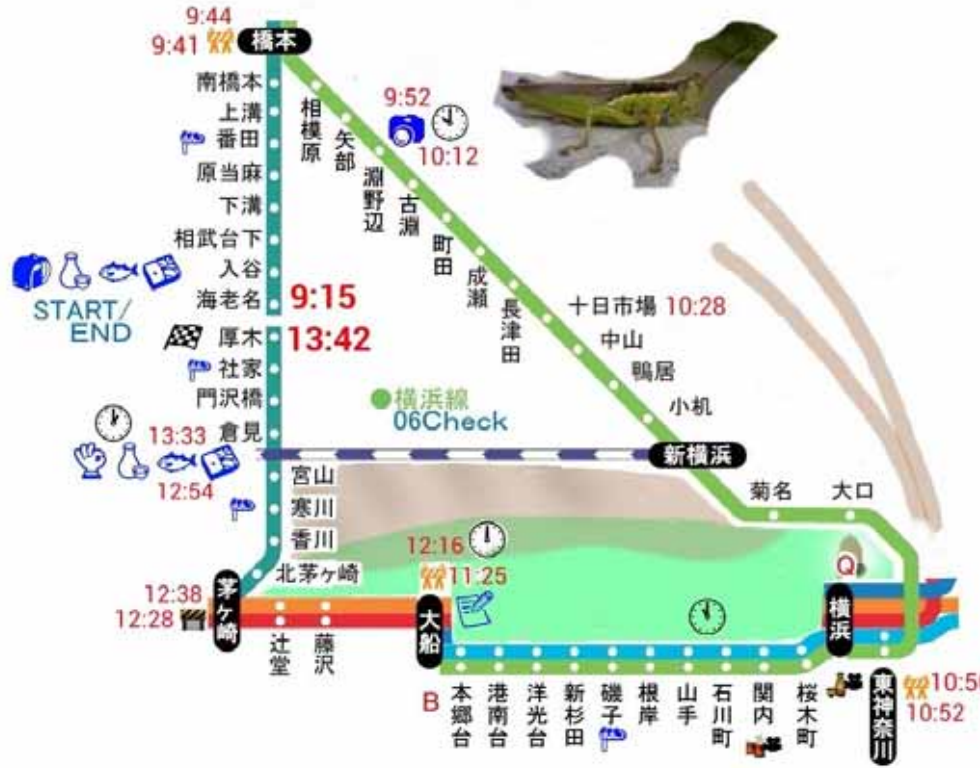 9:44
9:41 橋本
南橋本
上溝
番田
原当麻
下溝
相武台下
入谷
海老名 9:15
START/
END
厚木 13:42
社家
門沢橋
倉見
13:33
12:54
宮山
寒川
香川
北茅ヶ崎
12:38
12:28
茅ヶ崎
辻堂
藤沢
大船
12:16
11:25
相模原
矢部
淵野辺
古淵
町田
成瀬
長津田
9:52
10:12
十日市場 10:28
中山
鴨居
小机
横浜線
06Check
新横浜
菊名
大口
Q
横浜
東神奈川
10:52
B
本郷台
港南台
洋光台
新杉田
磯子
根岸
山手
石川町
関内
桜木町